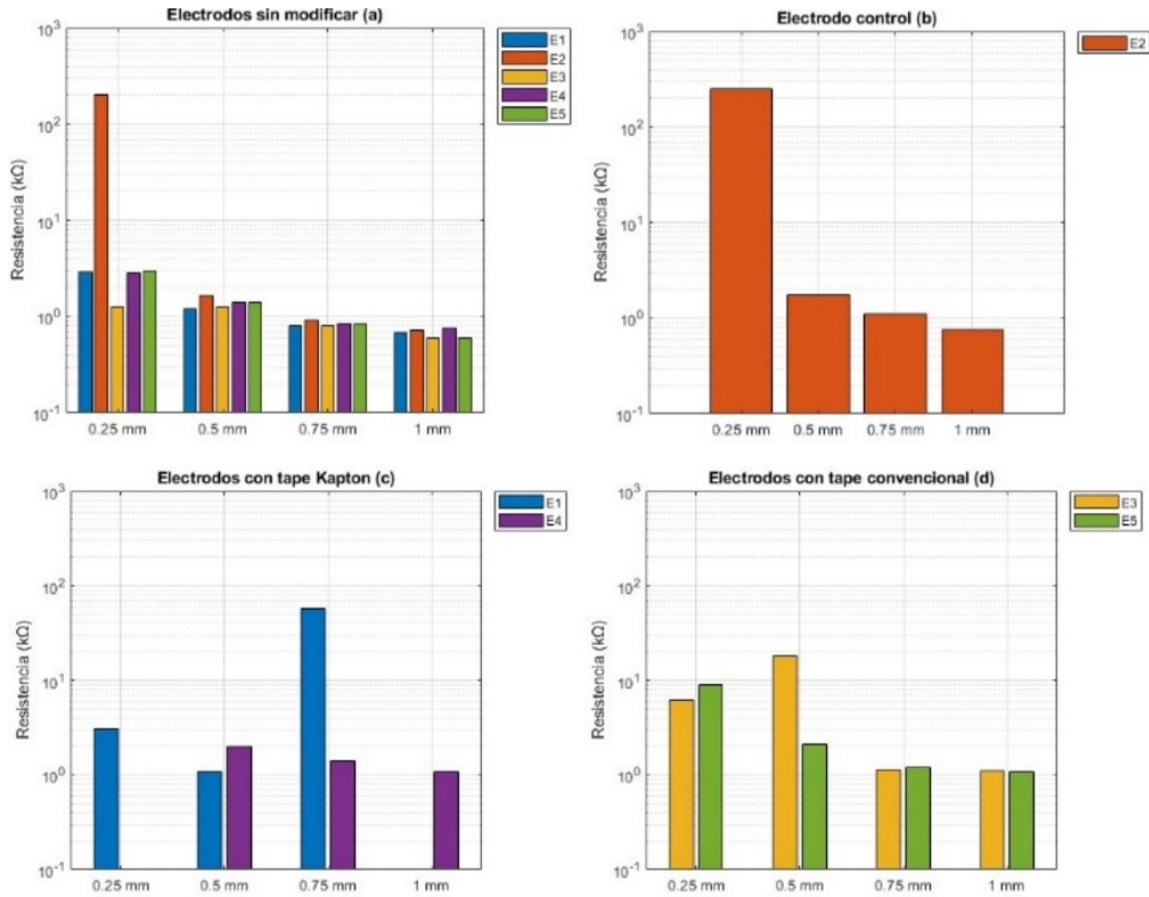 Electrodos sin modificar (a)
Resistencia (kΩ)
10^3
10^2
10^1
10^0
10^-1
0.25 mm
0.5 mm
0.75 mm
1 mm
E1
E2
E3
E4
E5
Electrodo control (b)
Resistencia (kΩ)
10^3
10^2
10^1
10^0
10^-1
0.25 mm
0.5 mm
0.75 mm
1 mm
E2
Electrodos con tape Kapton (c)
Resistencia (kΩ)
10^3
10^2
10^1
10^0
10^-1
0.25 mm
0.5 mm
0.75 mm
1 mm
E1
E4
Electrodos con tape convencional (d)
Resistencia (kΩ)
10^3
10^2
10^1
10^0
10^-1
0.25 mm
0.5 mm
0.75 mm
1 mm
E3
E5